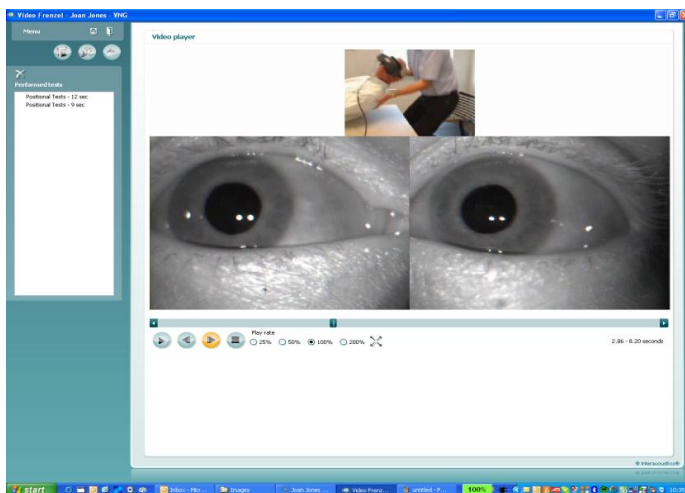 Video Frenzel - Joan Jones - VNG
Menu
Performed tests
Positional Tests - 12 sec
Positional Tests - 9 sec
Video player
Play rate
25% 50% 100% 200%
2.86 - 8.20 seconds
© Interacoustics®
start
Inbox - Micr...
Images
Joan Jones ...
Video Frenz...
untitled - P...
100%